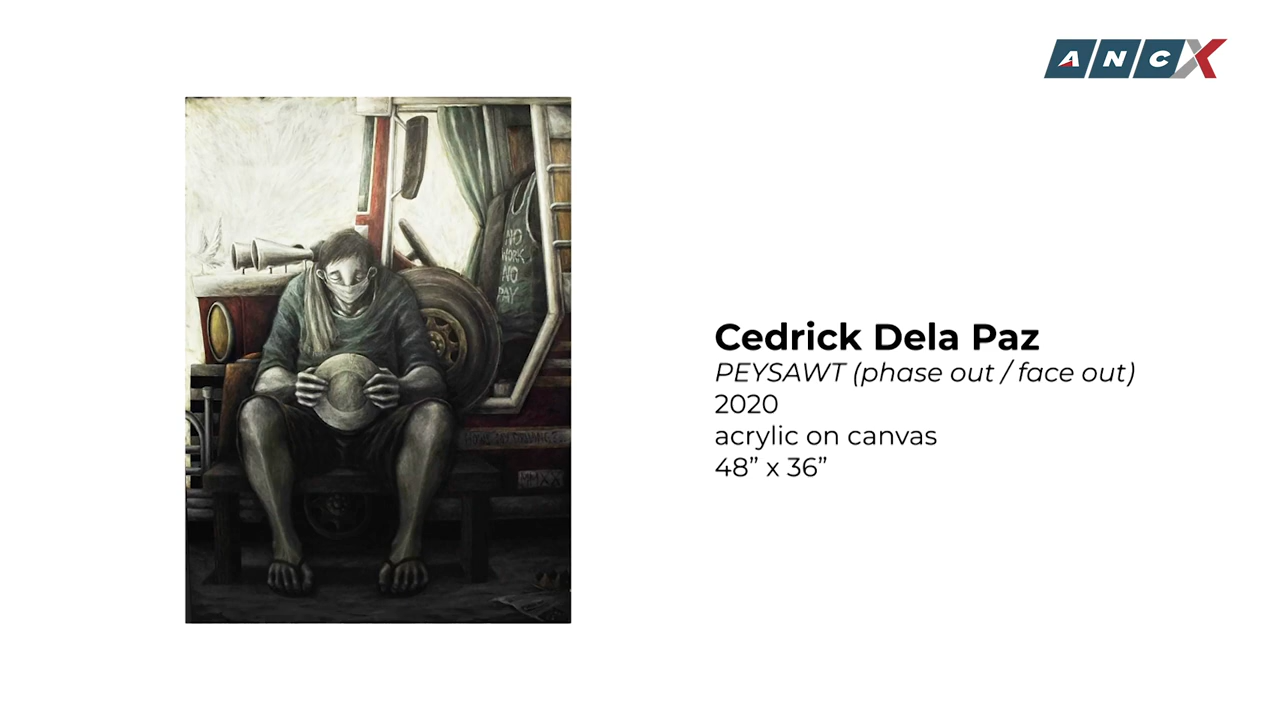 ANCX
NO
WORK
NO
PAY
Cedrick Dela Paz
PEYSAWT (phase out / face out)
2020
acrylic on canvas
48” x 36”